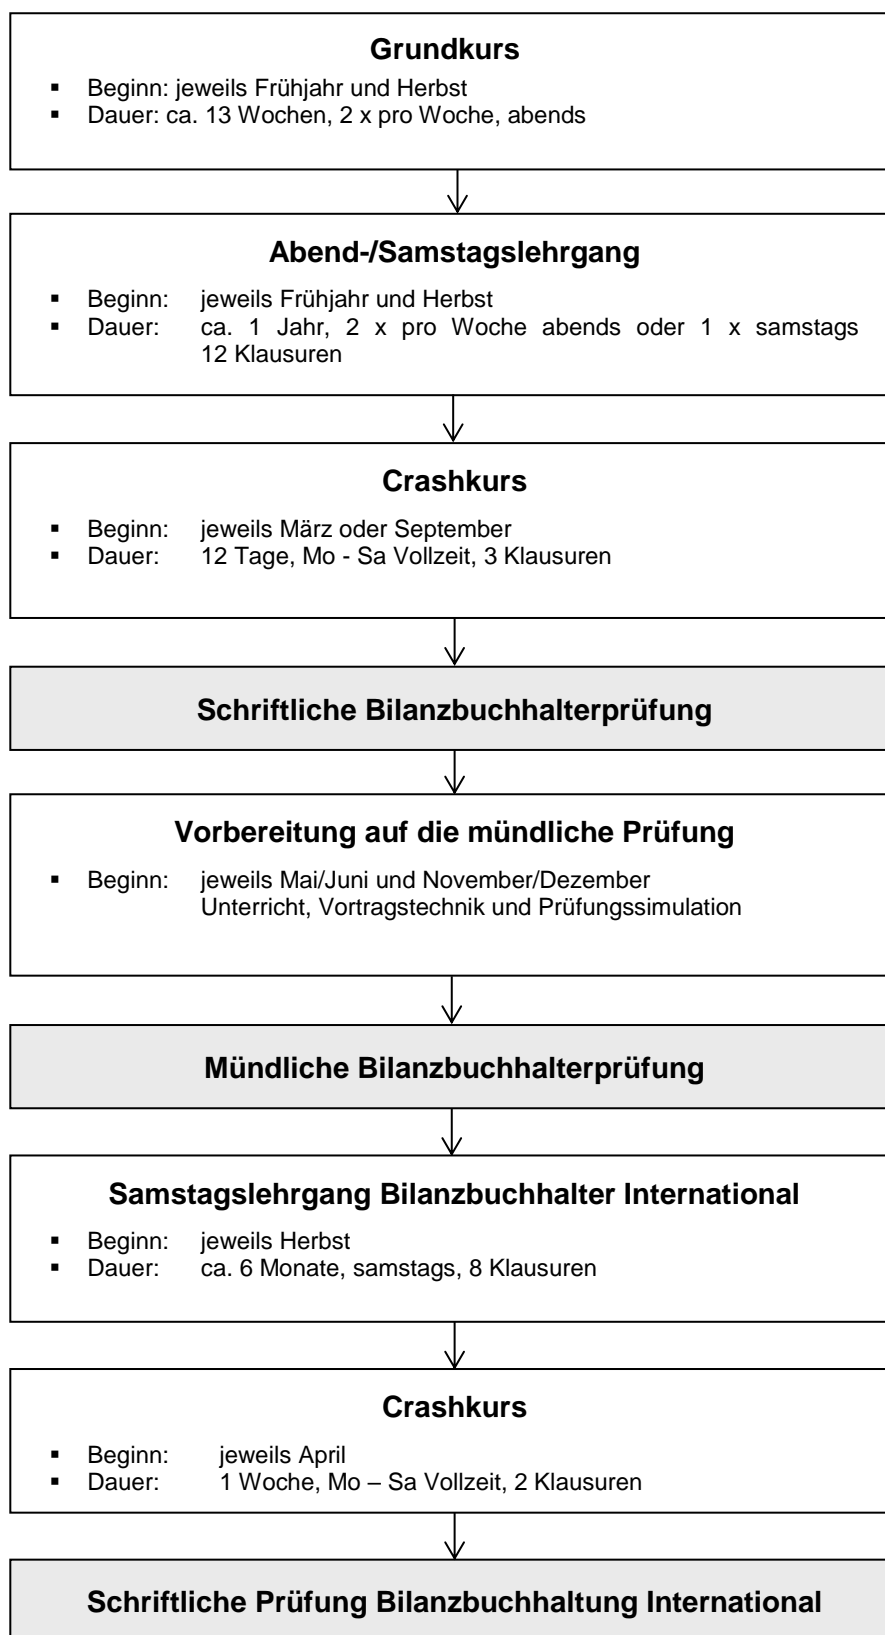 Grundkurs
▪ Beginn: jeweils Frühjahr und Herbst
▪ Dauer: ca. 13 Wochen, 2 x pro Woche, abends
Abend-/Samstagslehrgang
▪ Beginn: jeweils Frühjahr und Herbst
▪ Dauer: ca. 1 Jahr, 2 x pro Woche abends oder 1 x samstags
12 Klausuren
Crashkurs
▪ Beginn: jeweils März oder September
▪ Dauer: 12 Tage, Mo - Sa Vollzeit, 3 Klausuren
Schriftliche Bilanzbuchhalterprüfung
Vorbereitung auf die mündliche Prüfung
▪ Beginn: jeweils Mai/Juni und November/Dezember
Unterricht, Vortragstechnik und Prüfungssimulation
Mündliche Bilanzbuchhalterprüfung
Samstagslehrgang Bilanzbuchhalter International
▪ Beginn: jeweils Herbst
▪ Dauer: ca. 6 Monate, samstags, 8 Klausuren
Crashkurs
▪ Beginn: jeweils April
▪ Dauer: 1 Woche, Mo – Sa Vollzeit, 2 Klausuren
Schriftliche Prüfung Bilanzbuchhaltung International